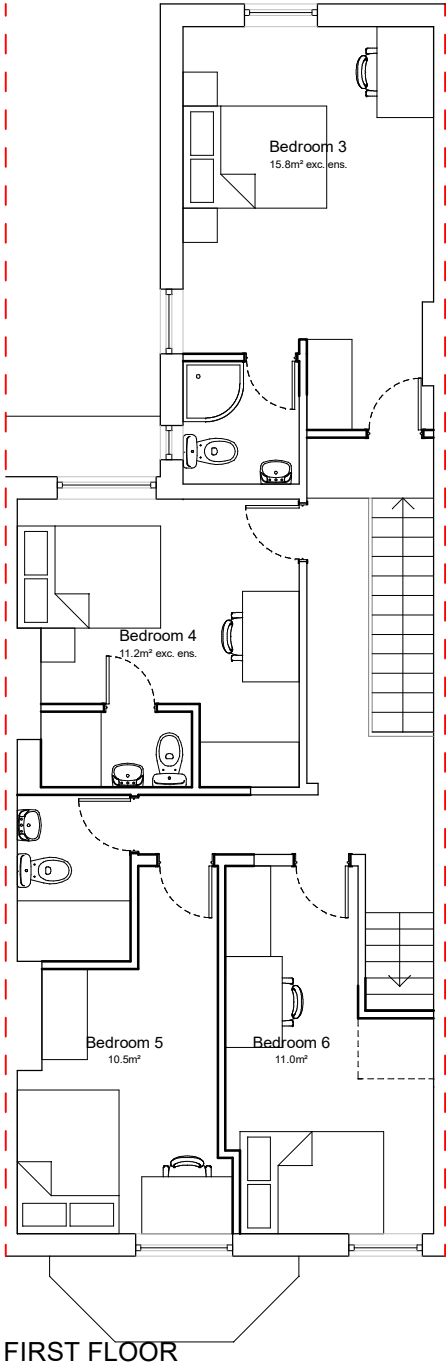 Bedroom 3
15.8m² exc. ens.
Bedroom 4
11.2m² exc. ens.
Bedroom 5
10.5m²
Bedroom 6
11.0m²
FIRST FLOOR